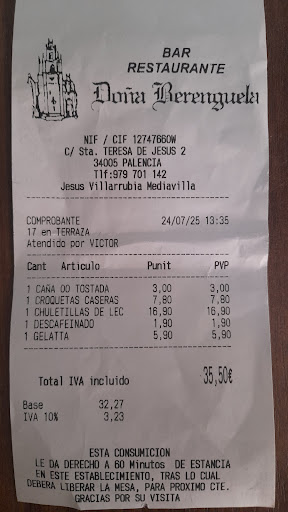 BAR
RESTAURANTE
Doña Berenguela
NIF / CIF 12747660W
C/ Sta. TERESA DE JESUS 2
34005 PALENCIA
Tlf:979 701 142
Jesus Villarrubia Mediavilla
COMPROBANTE 24/07/25 13:35
17 en TERRAZA
Atendido por VICTOR
Cant Articulo Punit PVP
1 CAÑA OO TOSTADA 3,00 3,00
1 CROQUETAS CASERAS 7,80 7,80
1 CHULETILLAS DE LEC 16,90 16,90
1 DESCAFEINADO 1,90 1,90
1 GELATTA 5,90 5,90
Total IVA incluido 35,50€
Base 32,27
IVA 10% 3,23
ESTA CONSUMICION
LE DA DERECHO A 60 Minutos DE ESTANCIA
EN ESTE ESTABLECIMIENTO, TRAS LO CUAL
DEBERA LIBERAR LA MESA, PARA PROXIMO CTE.
GRACIAS POR SU VISITA